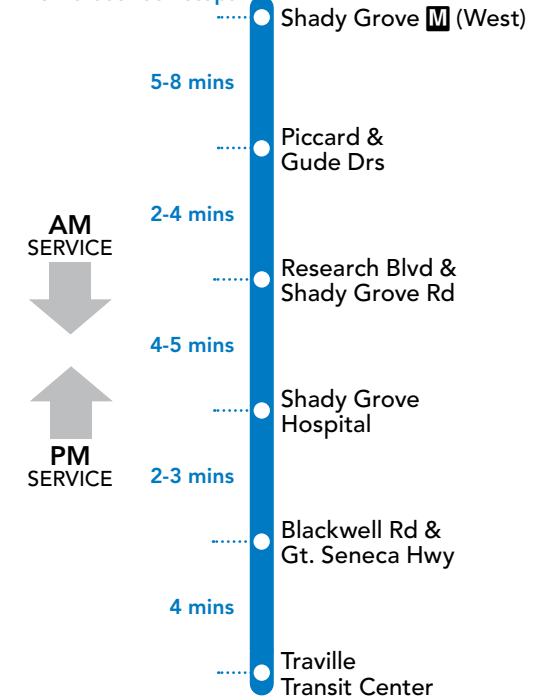 Shady Grove M (West)
5-8 mins
Piccard &
Gude Drs
2-4 mins
AM
SERVICE
Research Blvd &
Shady Grove Rd
4-5 mins
Shady Grove
Hospital
PM
SERVICE
2-3 mins
Blackwell Rd &
Gt. Seneca Hwy
4 mins
Traville
Transit Center